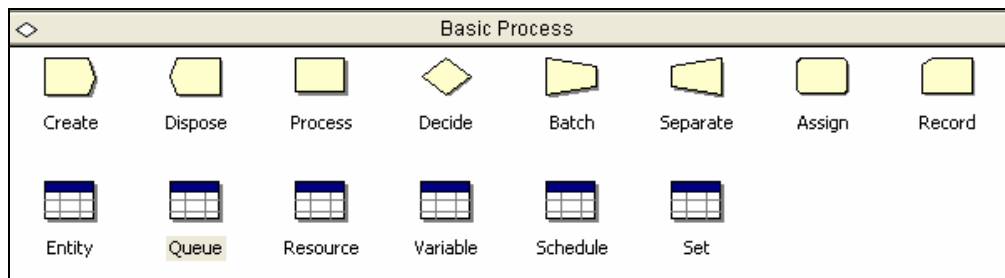 Basic Process
Create Dispose Process Decide Batch Separate Assign Record
Entity Queue Resource Variable Schedule Set